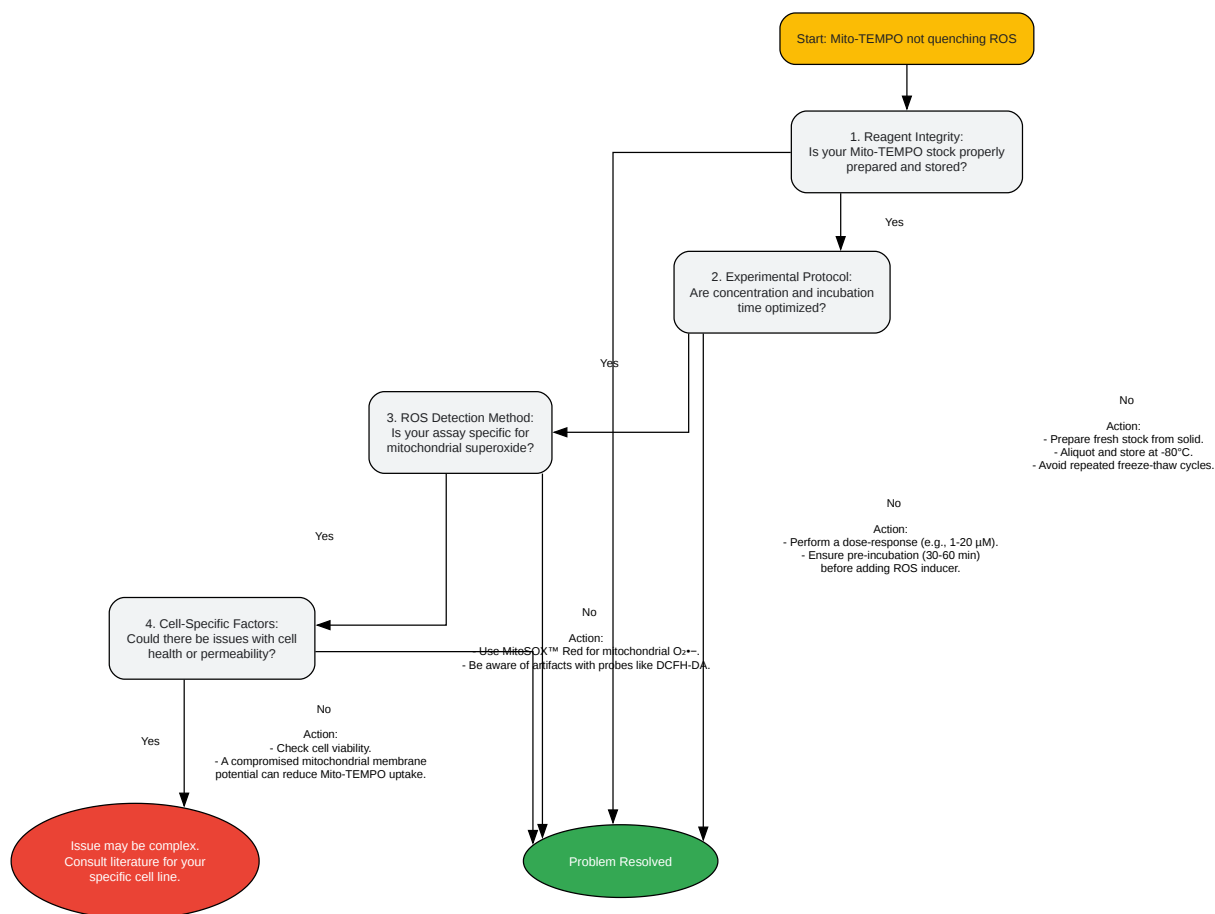 Start: Mito-TEMPO not quenching ROS
1. Reagent Integrity:
Is your Mito-TEMPO stock properly
prepared and stored?
Yes
2. Experimental Protocol:
Are concentration and incubation
time optimized?
Yes
3. ROS Detection Method:
Is your assay specific for
mitochondrial superoxide?
No
Action:
- Prepare fresh stock from solid.
- Aliquot and store at -80°C.
- Avoid repeated freeze-thaw cycles.
No
Action:
- Perform a dose-response (e.g., 1-20 µM).
- Ensure pre-incubation (30-60 min)
before adding ROS inducer.
Yes
4. Cell-Specific Factors:
Could there be issues with cell
health or permeability?
No
Action:
- Use MitoSOX™ Red for mitochondrial O₂•−.
- Be aware of artifacts with probes like DCFH-DA.
No
Action:
- Check cell viability.
- A compromised mitochondrial membrane
potential can reduce Mito-TEMPO uptake.
Yes
Issue may be complex.
Consult literature for your
specific cell line.
Problem Resolved